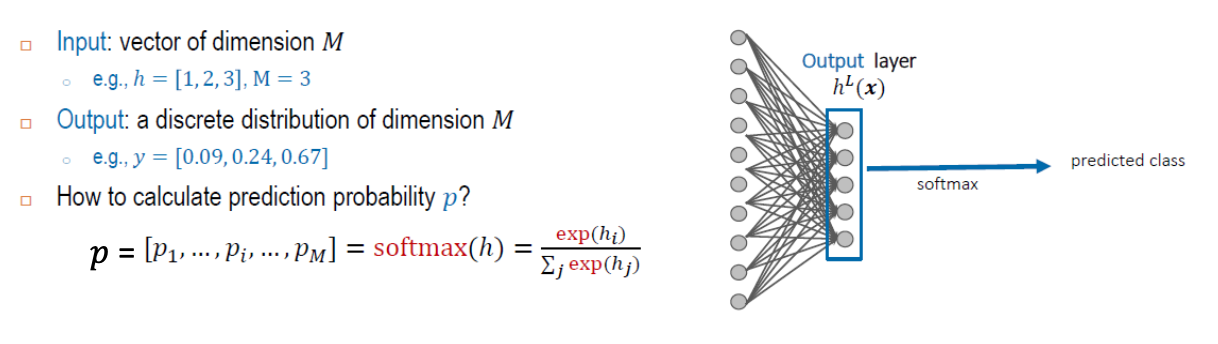 Input: vector of dimension M
e.g., h = [1, 2, 3], M = 3
Output: a discrete distribution of dimension M
e.g., y = [0.09, 0.24, 0.67]
How to calculate prediction probability p?
p = [p₁, ... , pᵢ, ... , p_M] = softmax(h) = exp(hᵢ) / Σⱼ exp(hⱼ)
Output layer
hᴸ(x)
softmax
predicted class